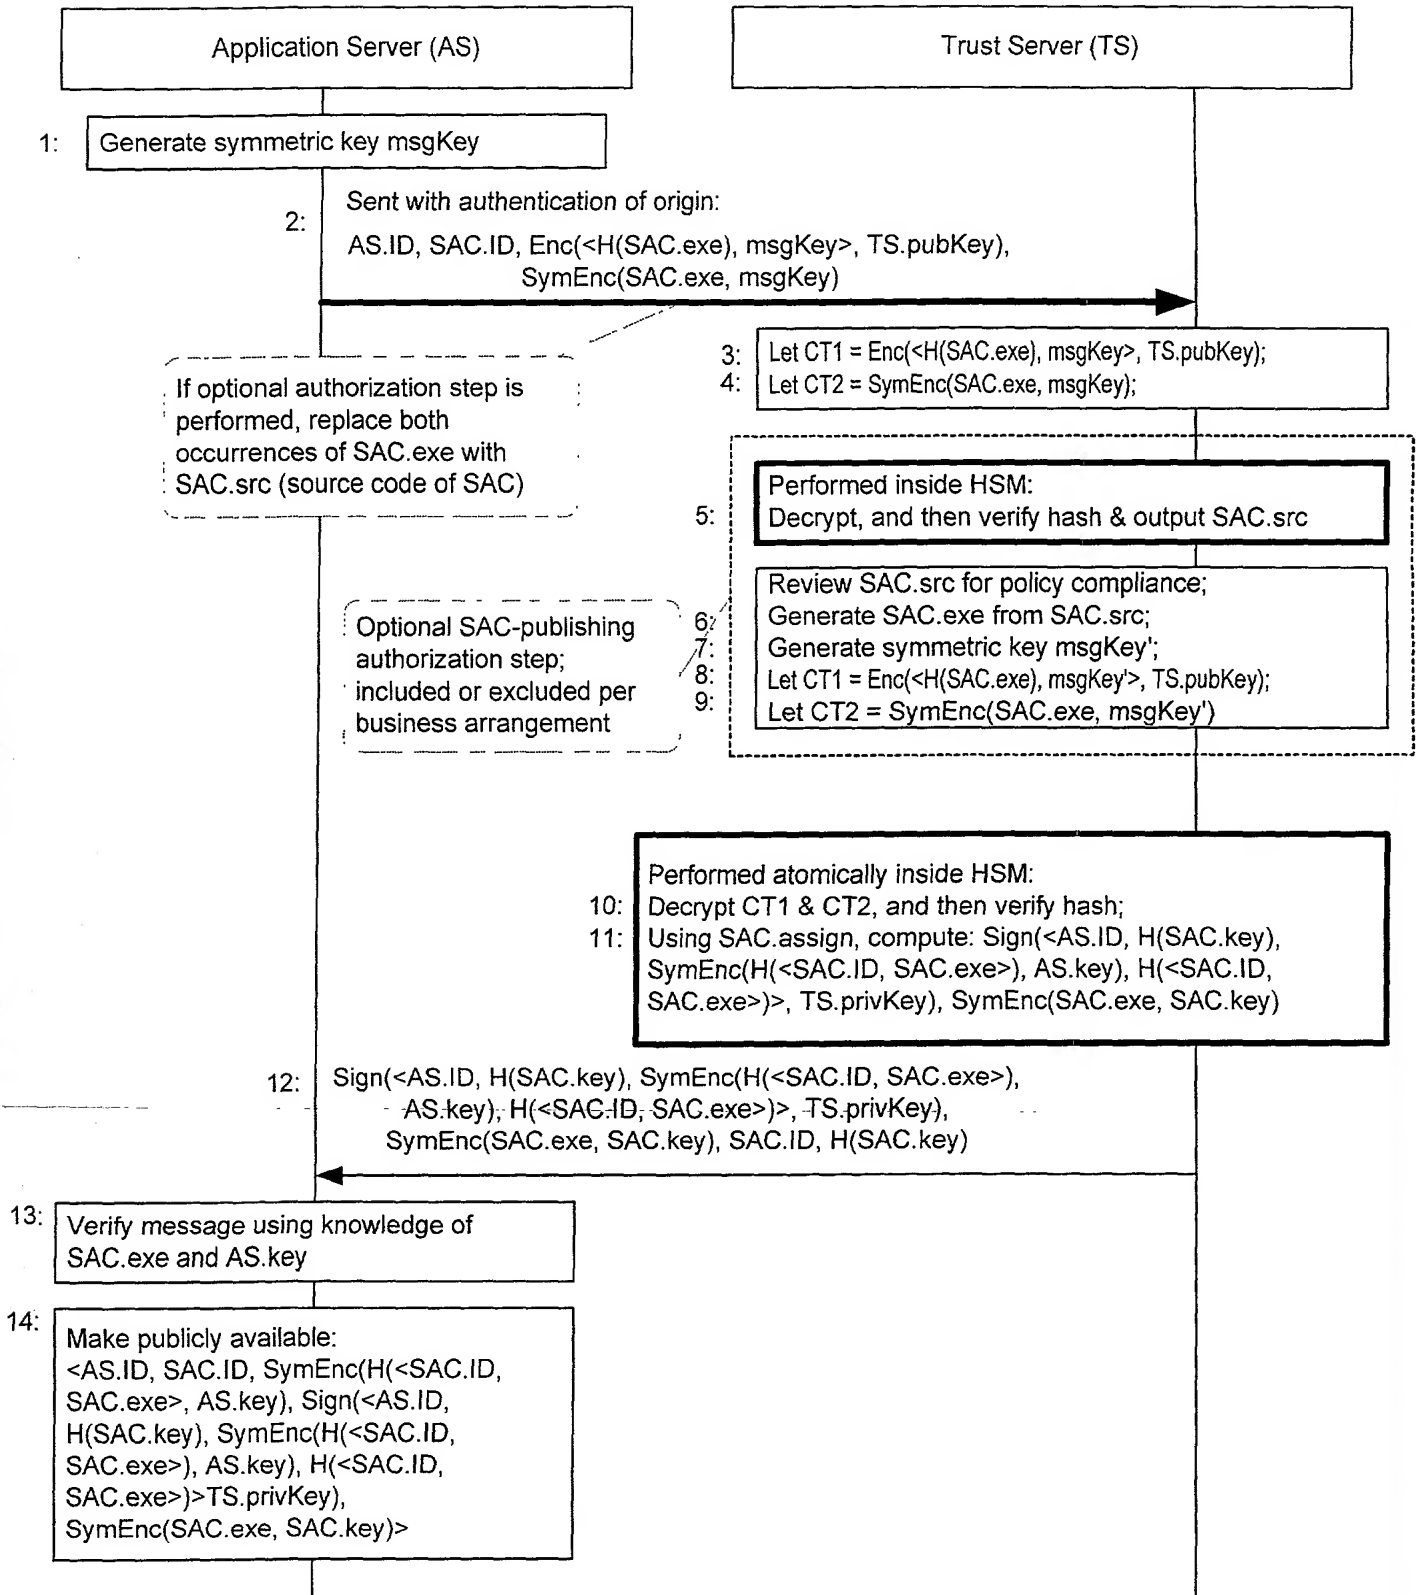 Application Server (AS)
Trust Server (TS)
1:
Generate symmetric key msgKey
2:
Sent with authentication of origin:
AS.ID, SAC.ID, Enc(<H(SAC.exe), msgKey>, TS.pubKey),
SymEnc(SAC.exe, msgKey)
3:
Let CT1 = Enc(<H(SAC.exe), msgKey>, TS.pubKey);
4:
Let CT2 = SymEnc(SAC.exe, msgKey);
If optional authorization step is
performed, replace both
occurrences of SAC.exe with
SAC.src (source code of SAC)
Performed inside HSM:
5:
Decrypt, and then verify hash & output SAC.src
Optional SAC-publishing
authorization step;
included or excluded per
business arrangement
Review SAC.src for policy compliance;
6:
Generate SAC.exe from SAC.src;
7:
Generate symmetric key msgKey';
8:
Let CT1 = Enc(<H(SAC.exe), msgKey'>, TS.pubKey);
9:
Let CT2 = SymEnc(SAC.exe, msgKey')
Performed atomically inside HSM:
10:
Decrypt CT1 & CT2, and then verify hash;
11:
Using SAC.assign, compute: Sign(<AS.ID, H(SAC.key),
SymEnc(H(<SAC.ID, SAC.exe>), AS.key), H(<SAC.ID,
SAC.exe>)>, TS.privKey), SymEnc(SAC.exe, SAC.key)
12:
Sign(<AS.ID, H(SAC.key), SymEnc(H(<SAC.ID, SAC.exe>),
AS.key), H(<SAC.ID, SAC.exe>)>, TS.privKey),
SymEnc(SAC.exe, SAC.key), SAC.ID, H(SAC.key)
13:
Verify message using knowledge of
SAC.exe and AS.key
14:
Make publicly available:
<AS.ID, SAC.ID, SymEnc(H(<SAC.ID,
SAC.exe>, AS.key), Sign(<AS.ID,
H(SAC.key), SymEnc(H(<SAC.ID,
SAC.exe>), AS.key), H(<SAC.ID,
SAC.exe>)>TS.privKey),
SymEnc(SAC.exe, SAC.key)>